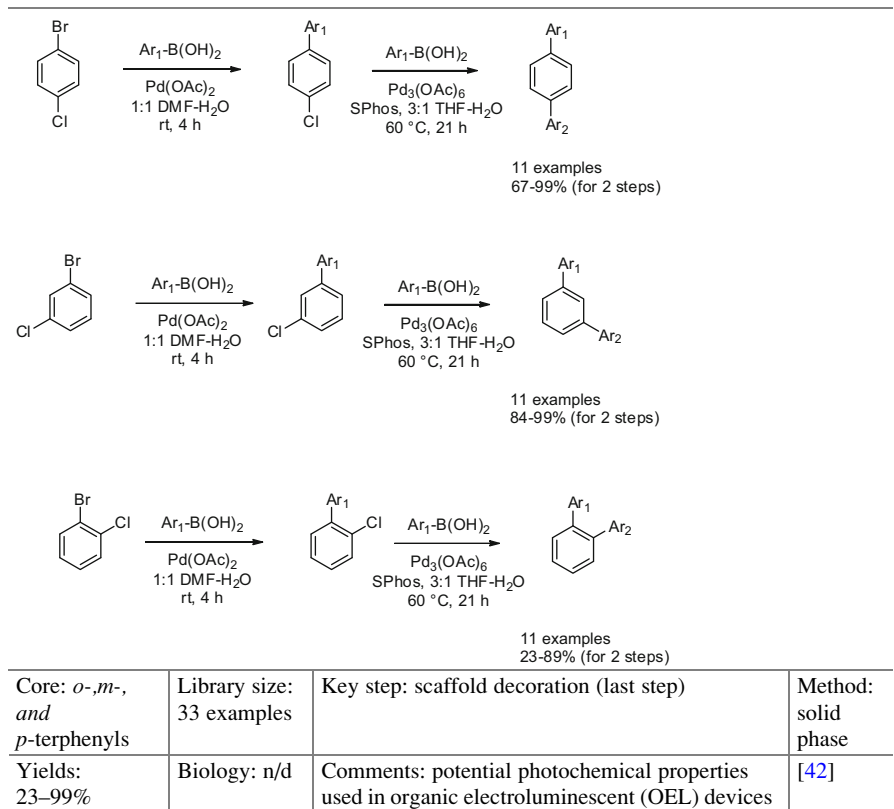 Br
Cl
Ar1-B(OH)2
Pd(OAc)2
1:1 DMF-H2O
rt, 4 h
Ar1
Cl
Ar1-B(OH)2
Pd3(OAc)6
SPhos, 3:1 THF-H2O
60 °C, 21 h
Ar1
Ar2
11 examples
67-99% (for 2 steps)
Br
Cl
Ar1-B(OH)2
Pd(OAc)2
1:1 DMF-H2O
rt, 4 h
Ar1
Cl
Ar1-B(OH)2
Pd3(OAc)6
SPhos, 3:1 THF-H2O
60 °C, 21 h
Ar1
Ar2
11 examples
84-99% (for 2 steps)
Br
Cl
Ar1-B(OH)2
Pd(OAc)2
1:1 DMF-H2O
rt, 4 h
Ar1
Cl
Ar1-B(OH)2
Pd3(OAc)6
SPhos, 3:1 THF-H2O
60 °C, 21 h
Ar1
Ar2
11 examples
23-89% (for 2 steps)
Core: o-,m-,
and
p-terphenyls
Library size:
33 examples
Key step: scaffold decoration (last step)
Method:
solid
phase
Yields:
23–99%
Biology: n/d
Comments: potential photochemical properties
used in organic electroluminescent (OEL) devices
[42]